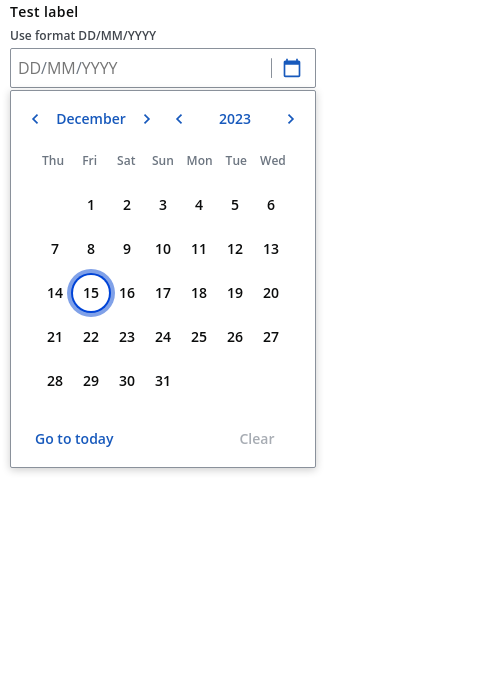 Test label
Use format DD/MM/YYYY
DD/MM/YYYY
December 2023
Thu Fri Sat Sun Mon Tue Wed
1 2 3 4 5 6
7 8 9 10 11 12 13
14 15 16 17 18 19 20
21 22 23 24 25 26 27
28 29 30 31
Go to today Clear